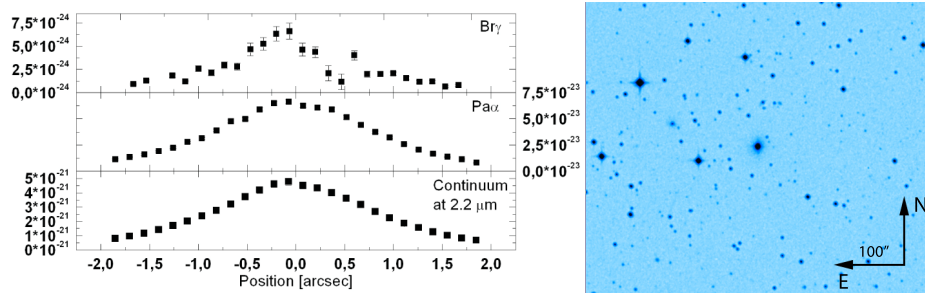 7,5*10⁻²⁴
5,0*10⁻²⁴
2,5*10⁻²⁴
0,0*10⁻²⁴
Brγ
Paα
7,5*10⁻²³
5,0*10⁻²³
2,5*10⁻²³
0,0*10⁻²³
5*10⁻²¹
4*10⁻²¹
3*10⁻²¹
2*10⁻²¹
1*10⁻²¹
0*10⁻²¹
Continuum
at 2.2 μm
-2,0 -1,5 -1,0 -0,5 0,0 0,5 1,0 1,5 2,0
Position [arcsec]
N
100"
E